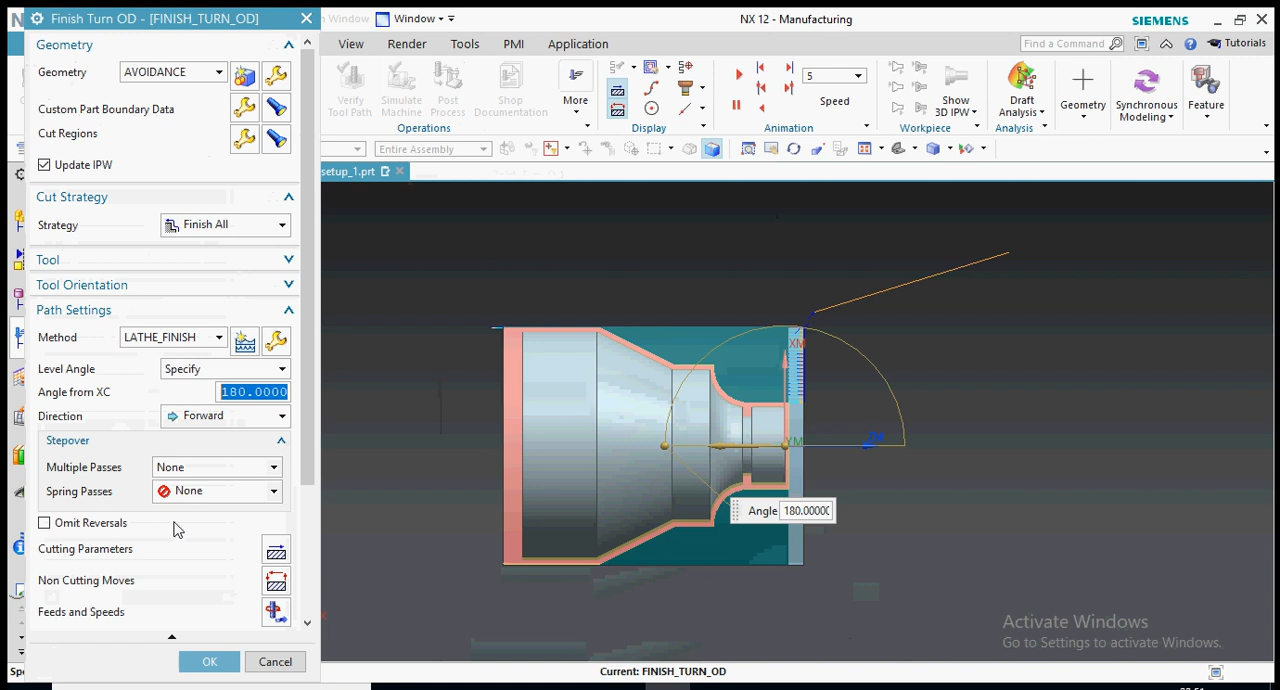 Finish Turn OD - [FINISH_TURN_OD]
Window
Window
NX 12 - Manufacturing
SIEMENS
View
Render
Tools
PMI
Application
Find a Command
Tutorials
Geometry
Geometry
AVOIDANCE
Custom Part Boundary Data
Cut Regions
Update IPW
Verify
Tool Path
Simulate
Machine
Post
Process
Shop
Documentation
More
Operations
Display
5
Speed
Animation
Show
3D IPW
Workpiece
Draft
Analysis
Analysis
Geometry
Synchronous
Modeling
Feature
Entire Assembly
setup_1.prt
Cut Strategy
Strategy
Finish All
Tool
Tool Orientation
Path Settings
Method
LATHE_FINISH
Level Angle
Specify
Angle from XC
180.0000
Direction
Forward
Stepover
Multiple Passes
None
Spring Passes
None
Omit Reversals
Cutting Parameters
Non Cutting Moves
Feeds and Speeds
OK
Cancel
XM
YM
Angle
180.0000
Activate Windows
Go to Settings to activate Windows.
Current: FINISH_TURN_OD